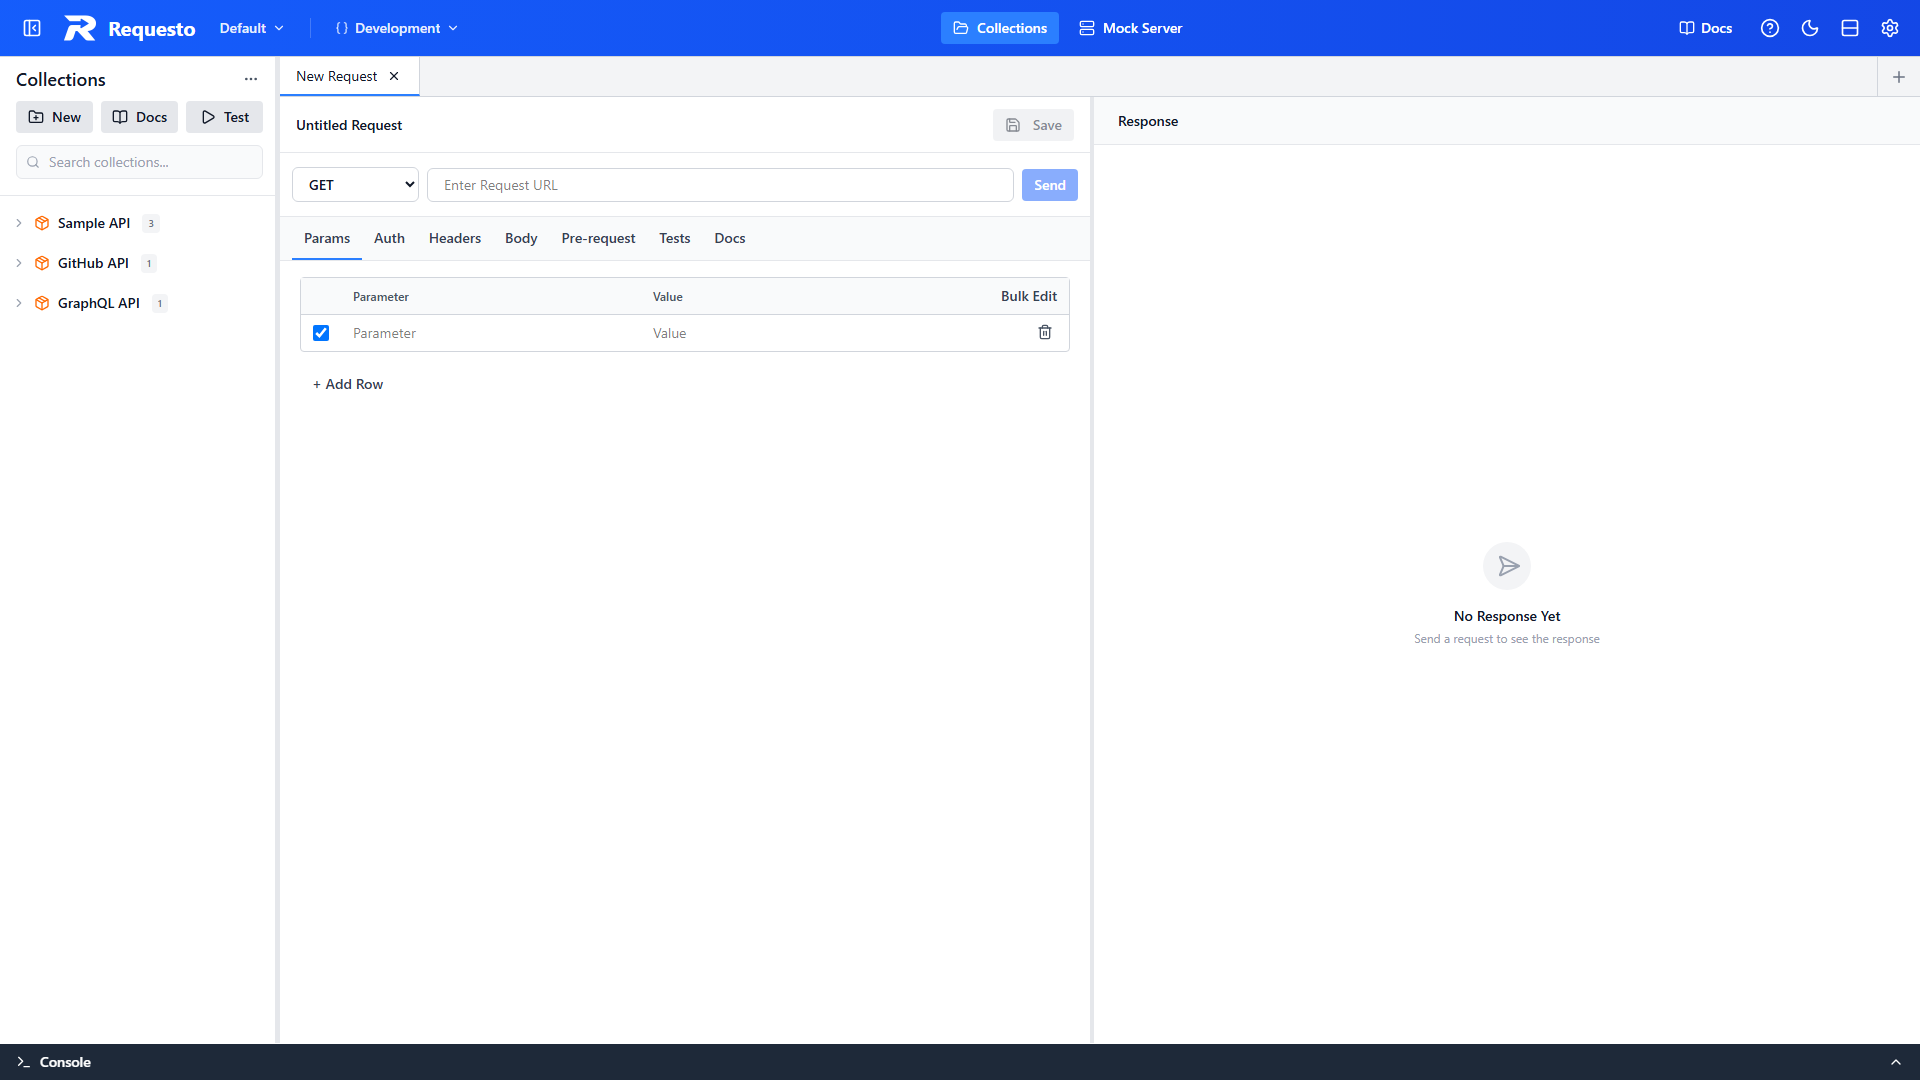 Requesto
Default
{ } Development
Collections
Mock Server
Docs
Collections
New
Docs
Test
Search collections...
Sample API 3
GitHub API 1
GraphQL API 1
New Request
Untitled Request
Save
GET
Enter Request URL
Send
Params
Auth
Headers
Body
Pre-request
Tests
Docs
Parameter
Value
Bulk Edit
Parameter
Value
+ Add Row
Response
No Response Yet
Send a request to see the response
Console